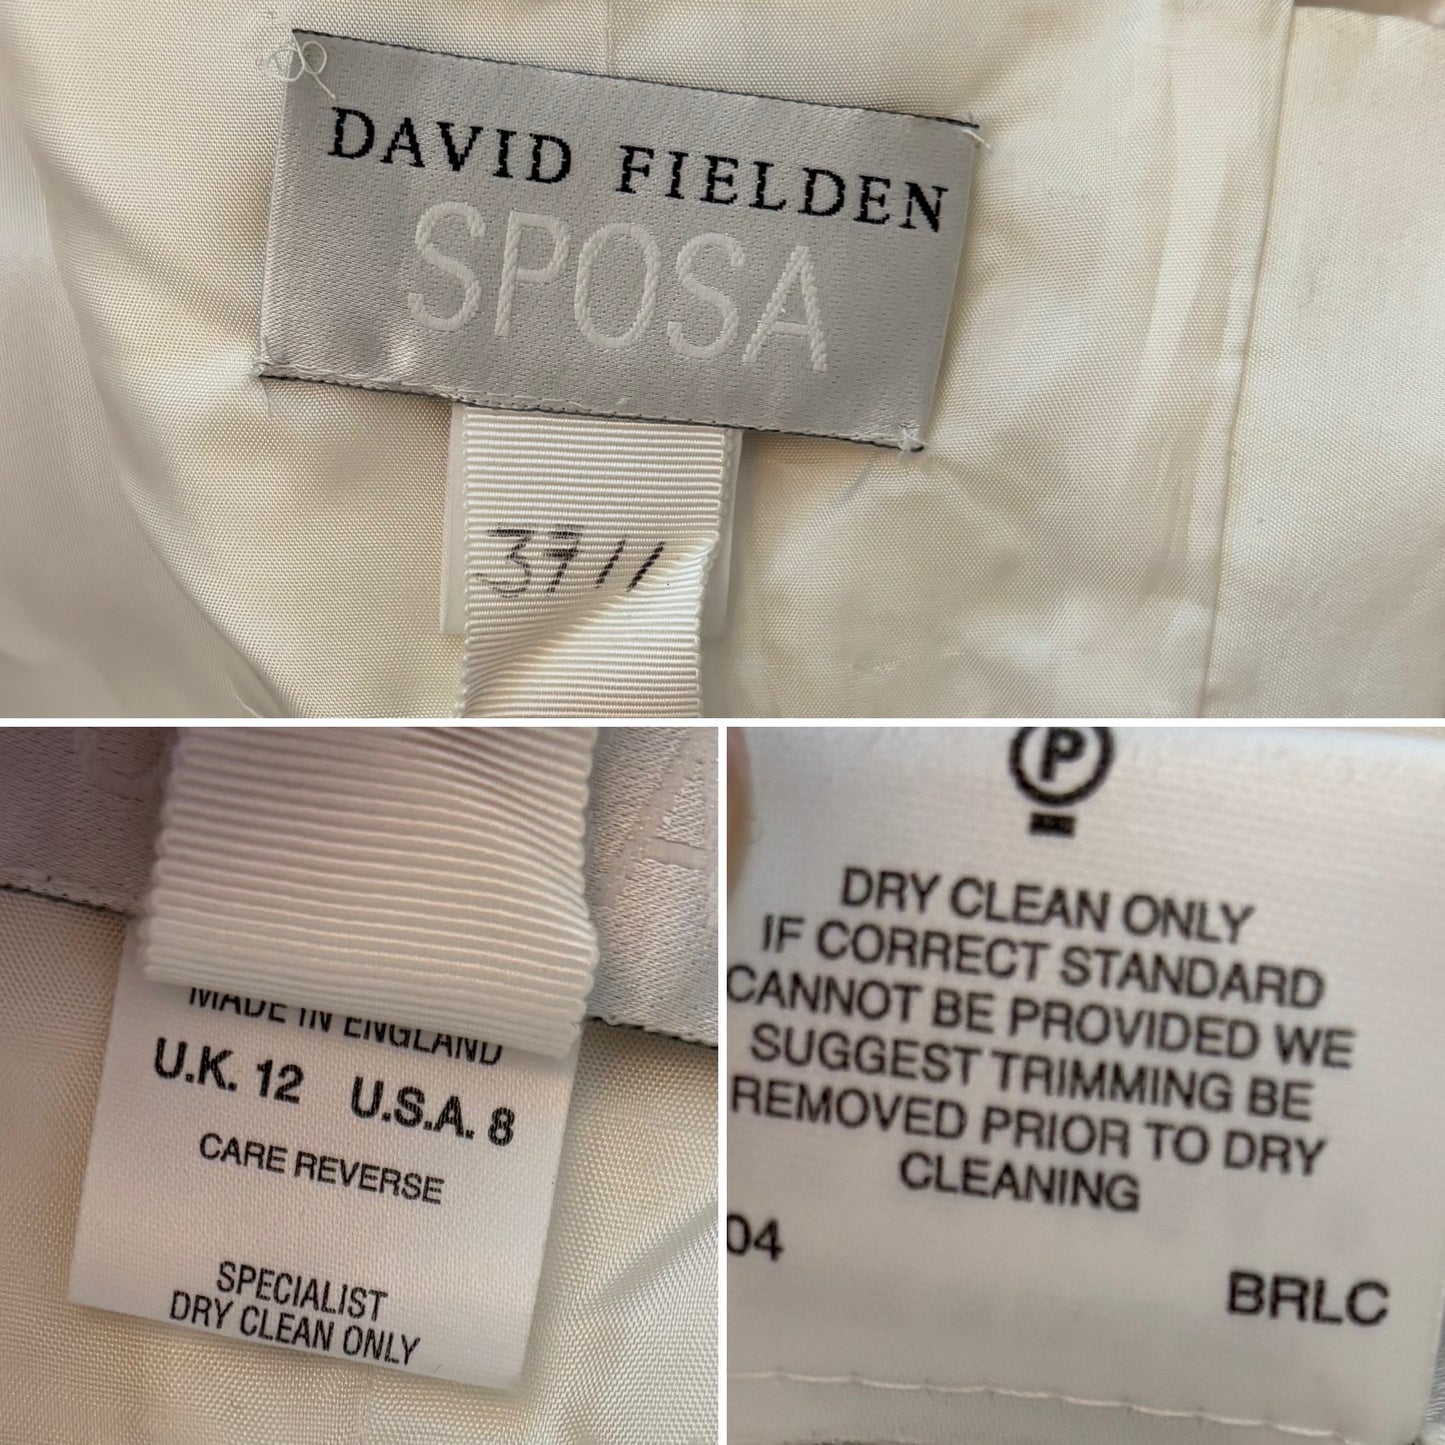 DAVID FIELDEN
SPOSA
3711
MADE IN ENGLAND
U.K. 12 U.S.A. 8
CARE REVERSE
SPECIALIST
DRY CLEAN ONLY
P
DRY CLEAN ONLY
IF CORRECT STANDARD
CANNOT BE PROVIDED WE
SUGGEST TRIMMING BE
REMOVED PRIOR TO DRY
CLEANING
04 BRLC